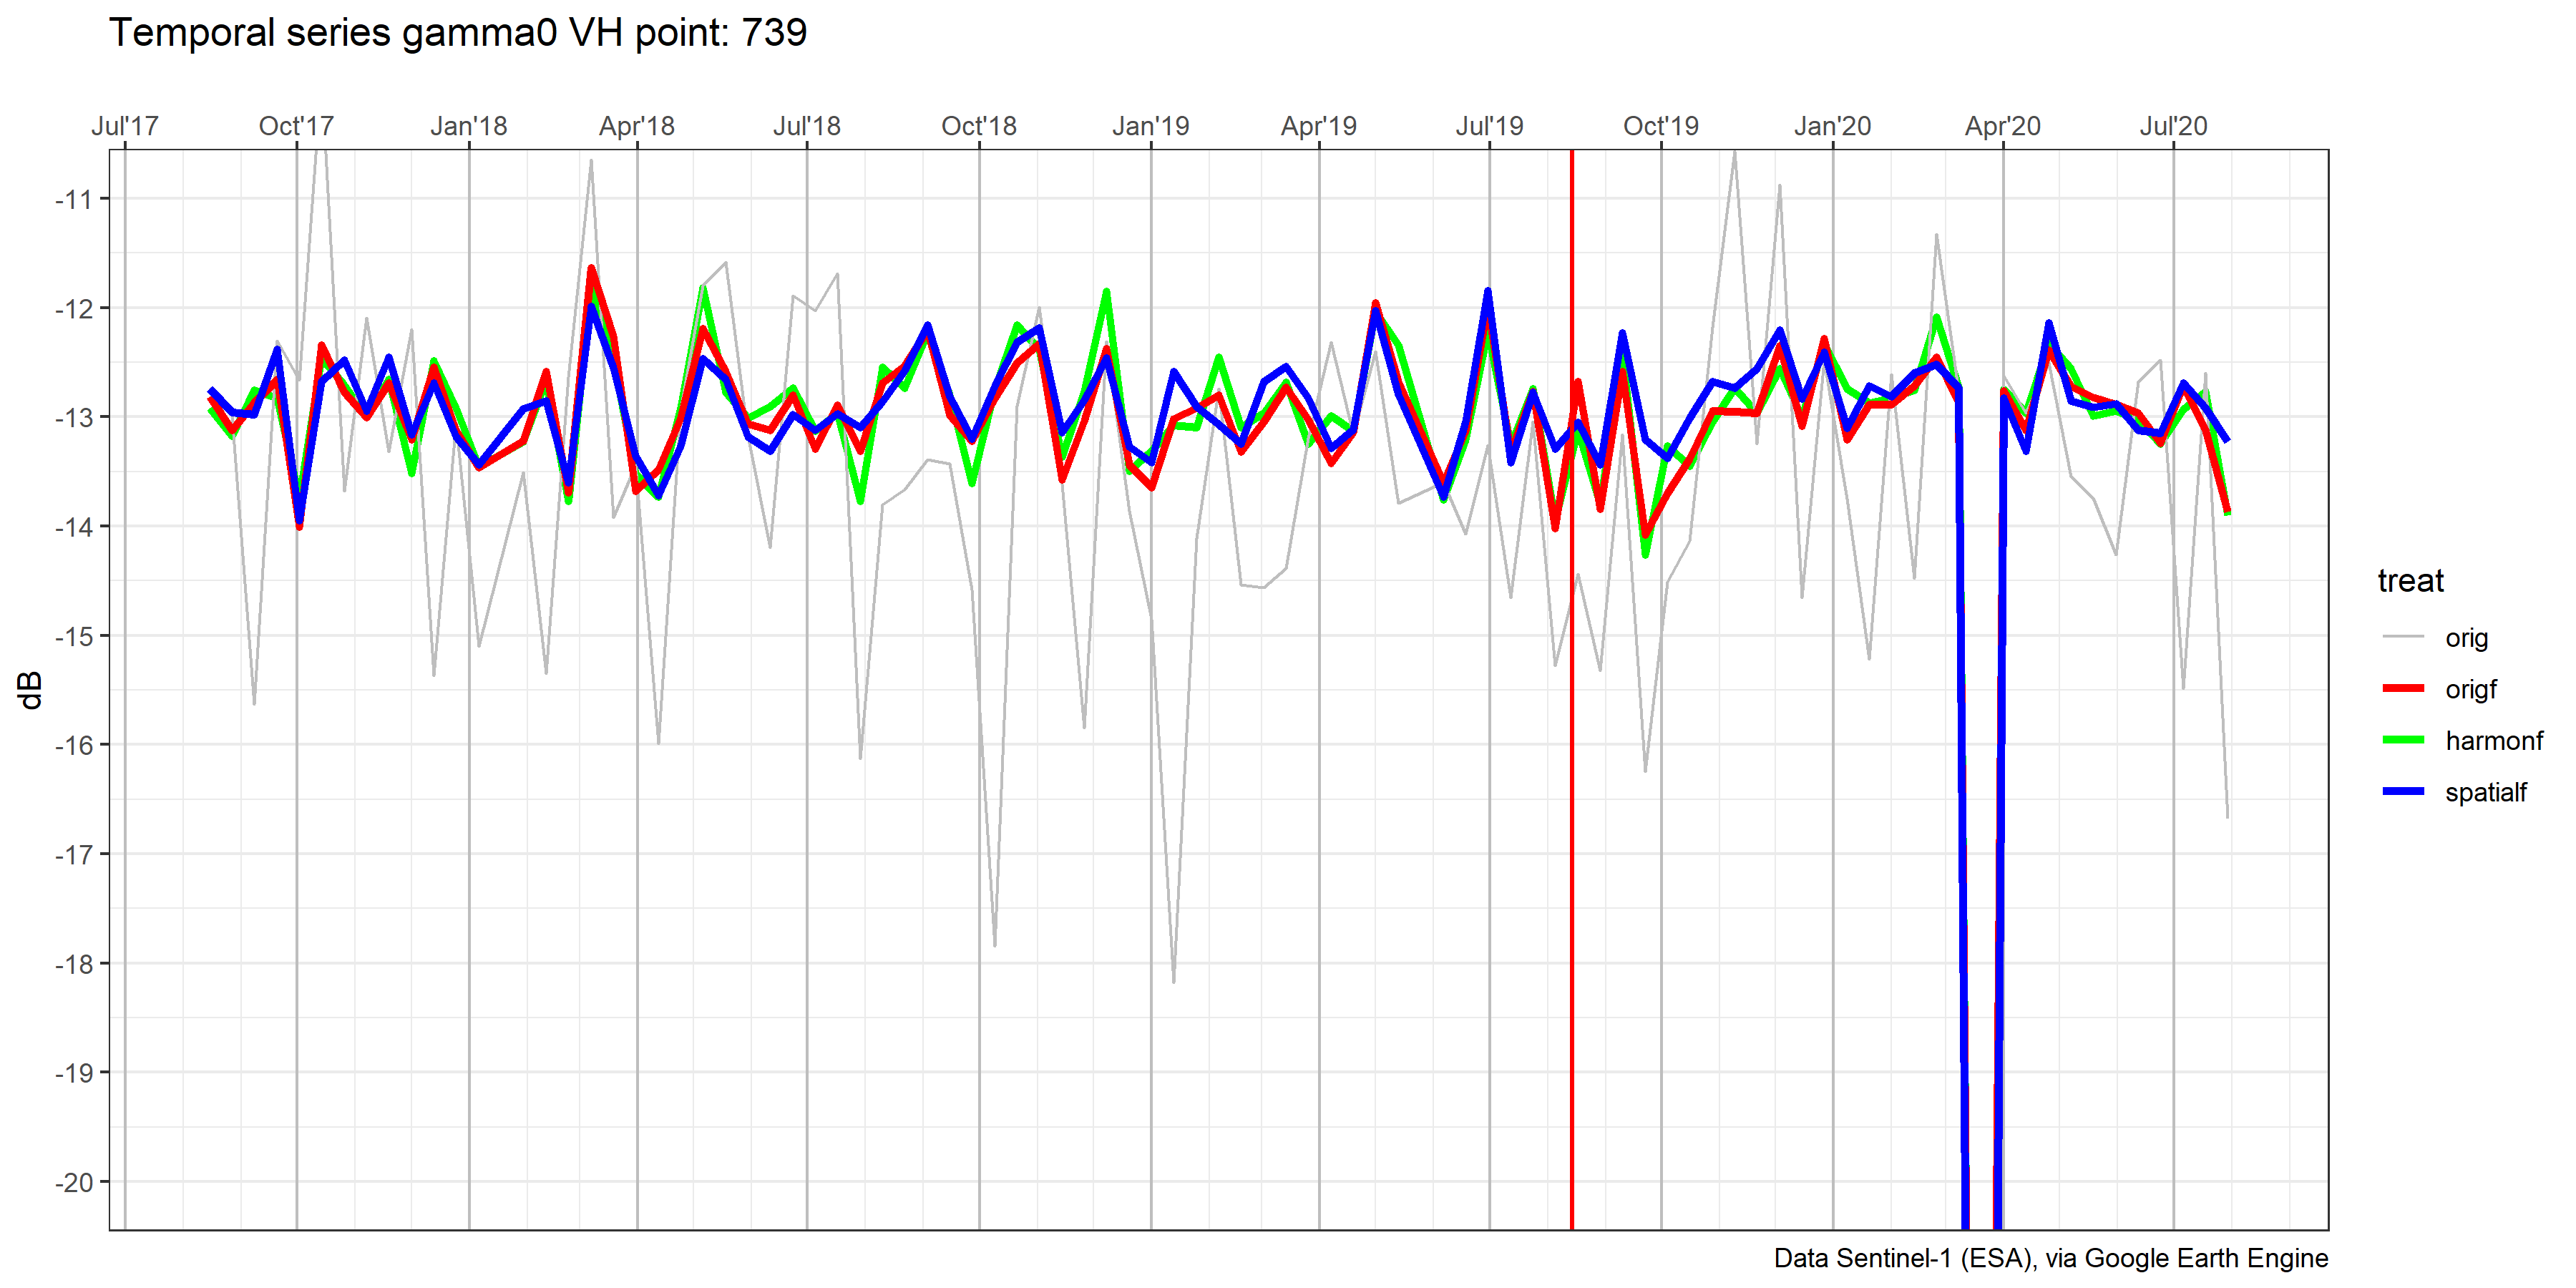 Temporal series gamma0 VH point: 739
Jul'17 Oct'17 Jan'18 Apr'18 Jul'18 Oct'18 Jan'19 Apr'19 Jul'19 Oct'19 Jan'20 Apr'20 Jul'20
-11
-12
-13
-14
-15
-16
-17
-18
-19
-20
dB
treat
orig
origf
harmonf
spatialf
Data Sentinel-1 (ESA), via Google Earth Engine